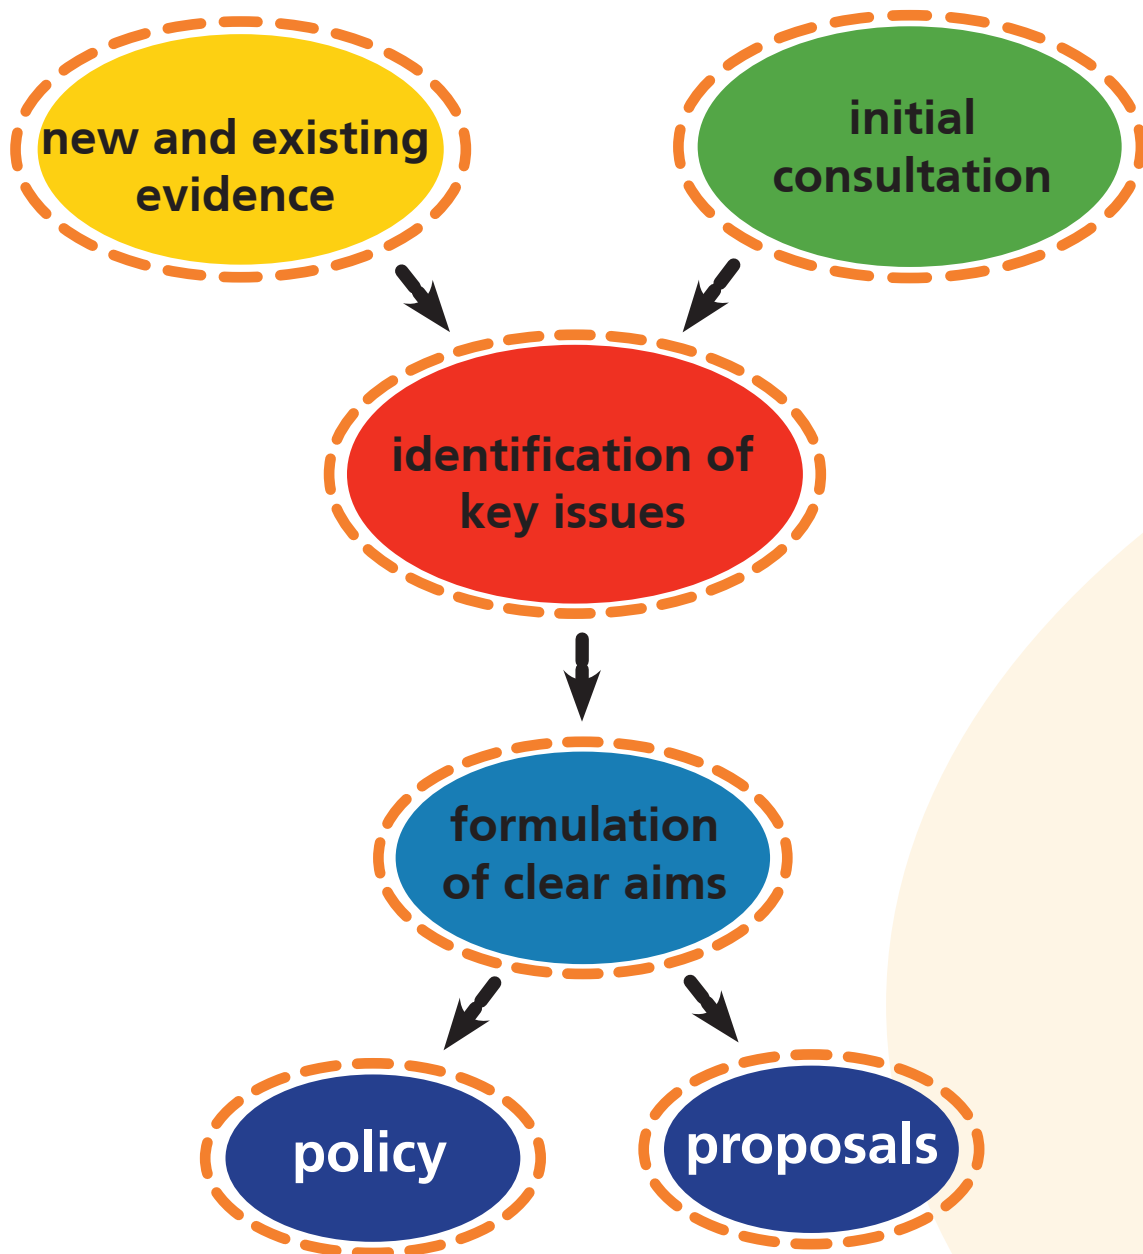 new and existing
evidence
initial
consultation
identification of
key issues
formulation
of clear aims
policy
proposals